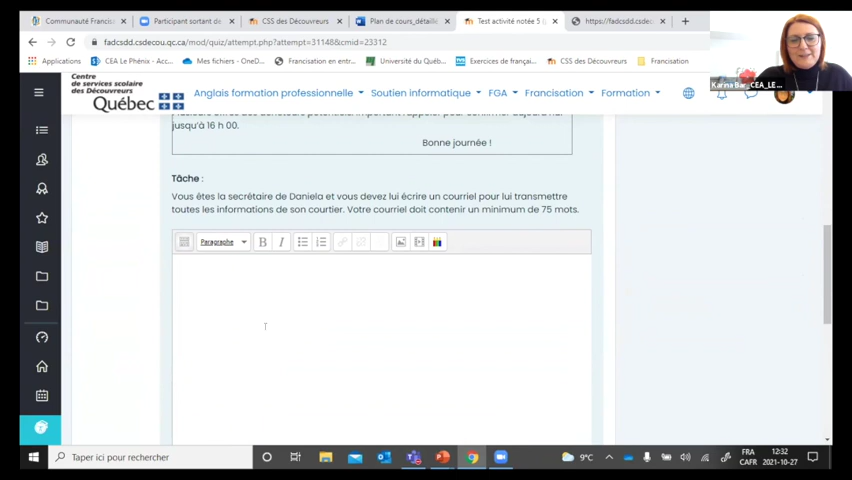 Communauté Francisa
Participant sortant de
CSS des Découvreurs
Plan de cours_détaillé
Test activité notée 5 (
https://fadcsdd.csdec
fadcsdd.csdecou.qc.ca/mod/quiz/attempt.php?attempt=31148&cmid=23312
Applications
CEA Le Phénix - Acc...
Mes fichiers - OneD...
Francisation en entr...
Université du Québ...
Exercices de françai...
CSS des Découvreurs
Francisation
Karina Bar_CEA_LE
Centre
de services scolaire
des Découvreurs
Québec
Anglais formation professionnelle
Soutien informatique
FGA
Francisation
Formation
jusqu'à 16 h 00.
Bonne journée !
Tâche :
Vous êtes la secrétaire de Daniela et vous devez lui écrire un courriel pour lui transmettre
toutes les informations de son courtier. Votre courriel doit contenir un minimum de 75 mots.
Paragraphe
B I
Taper ici pour rechercher
9°C
FRA
CAFR
12:32
2021-10-27